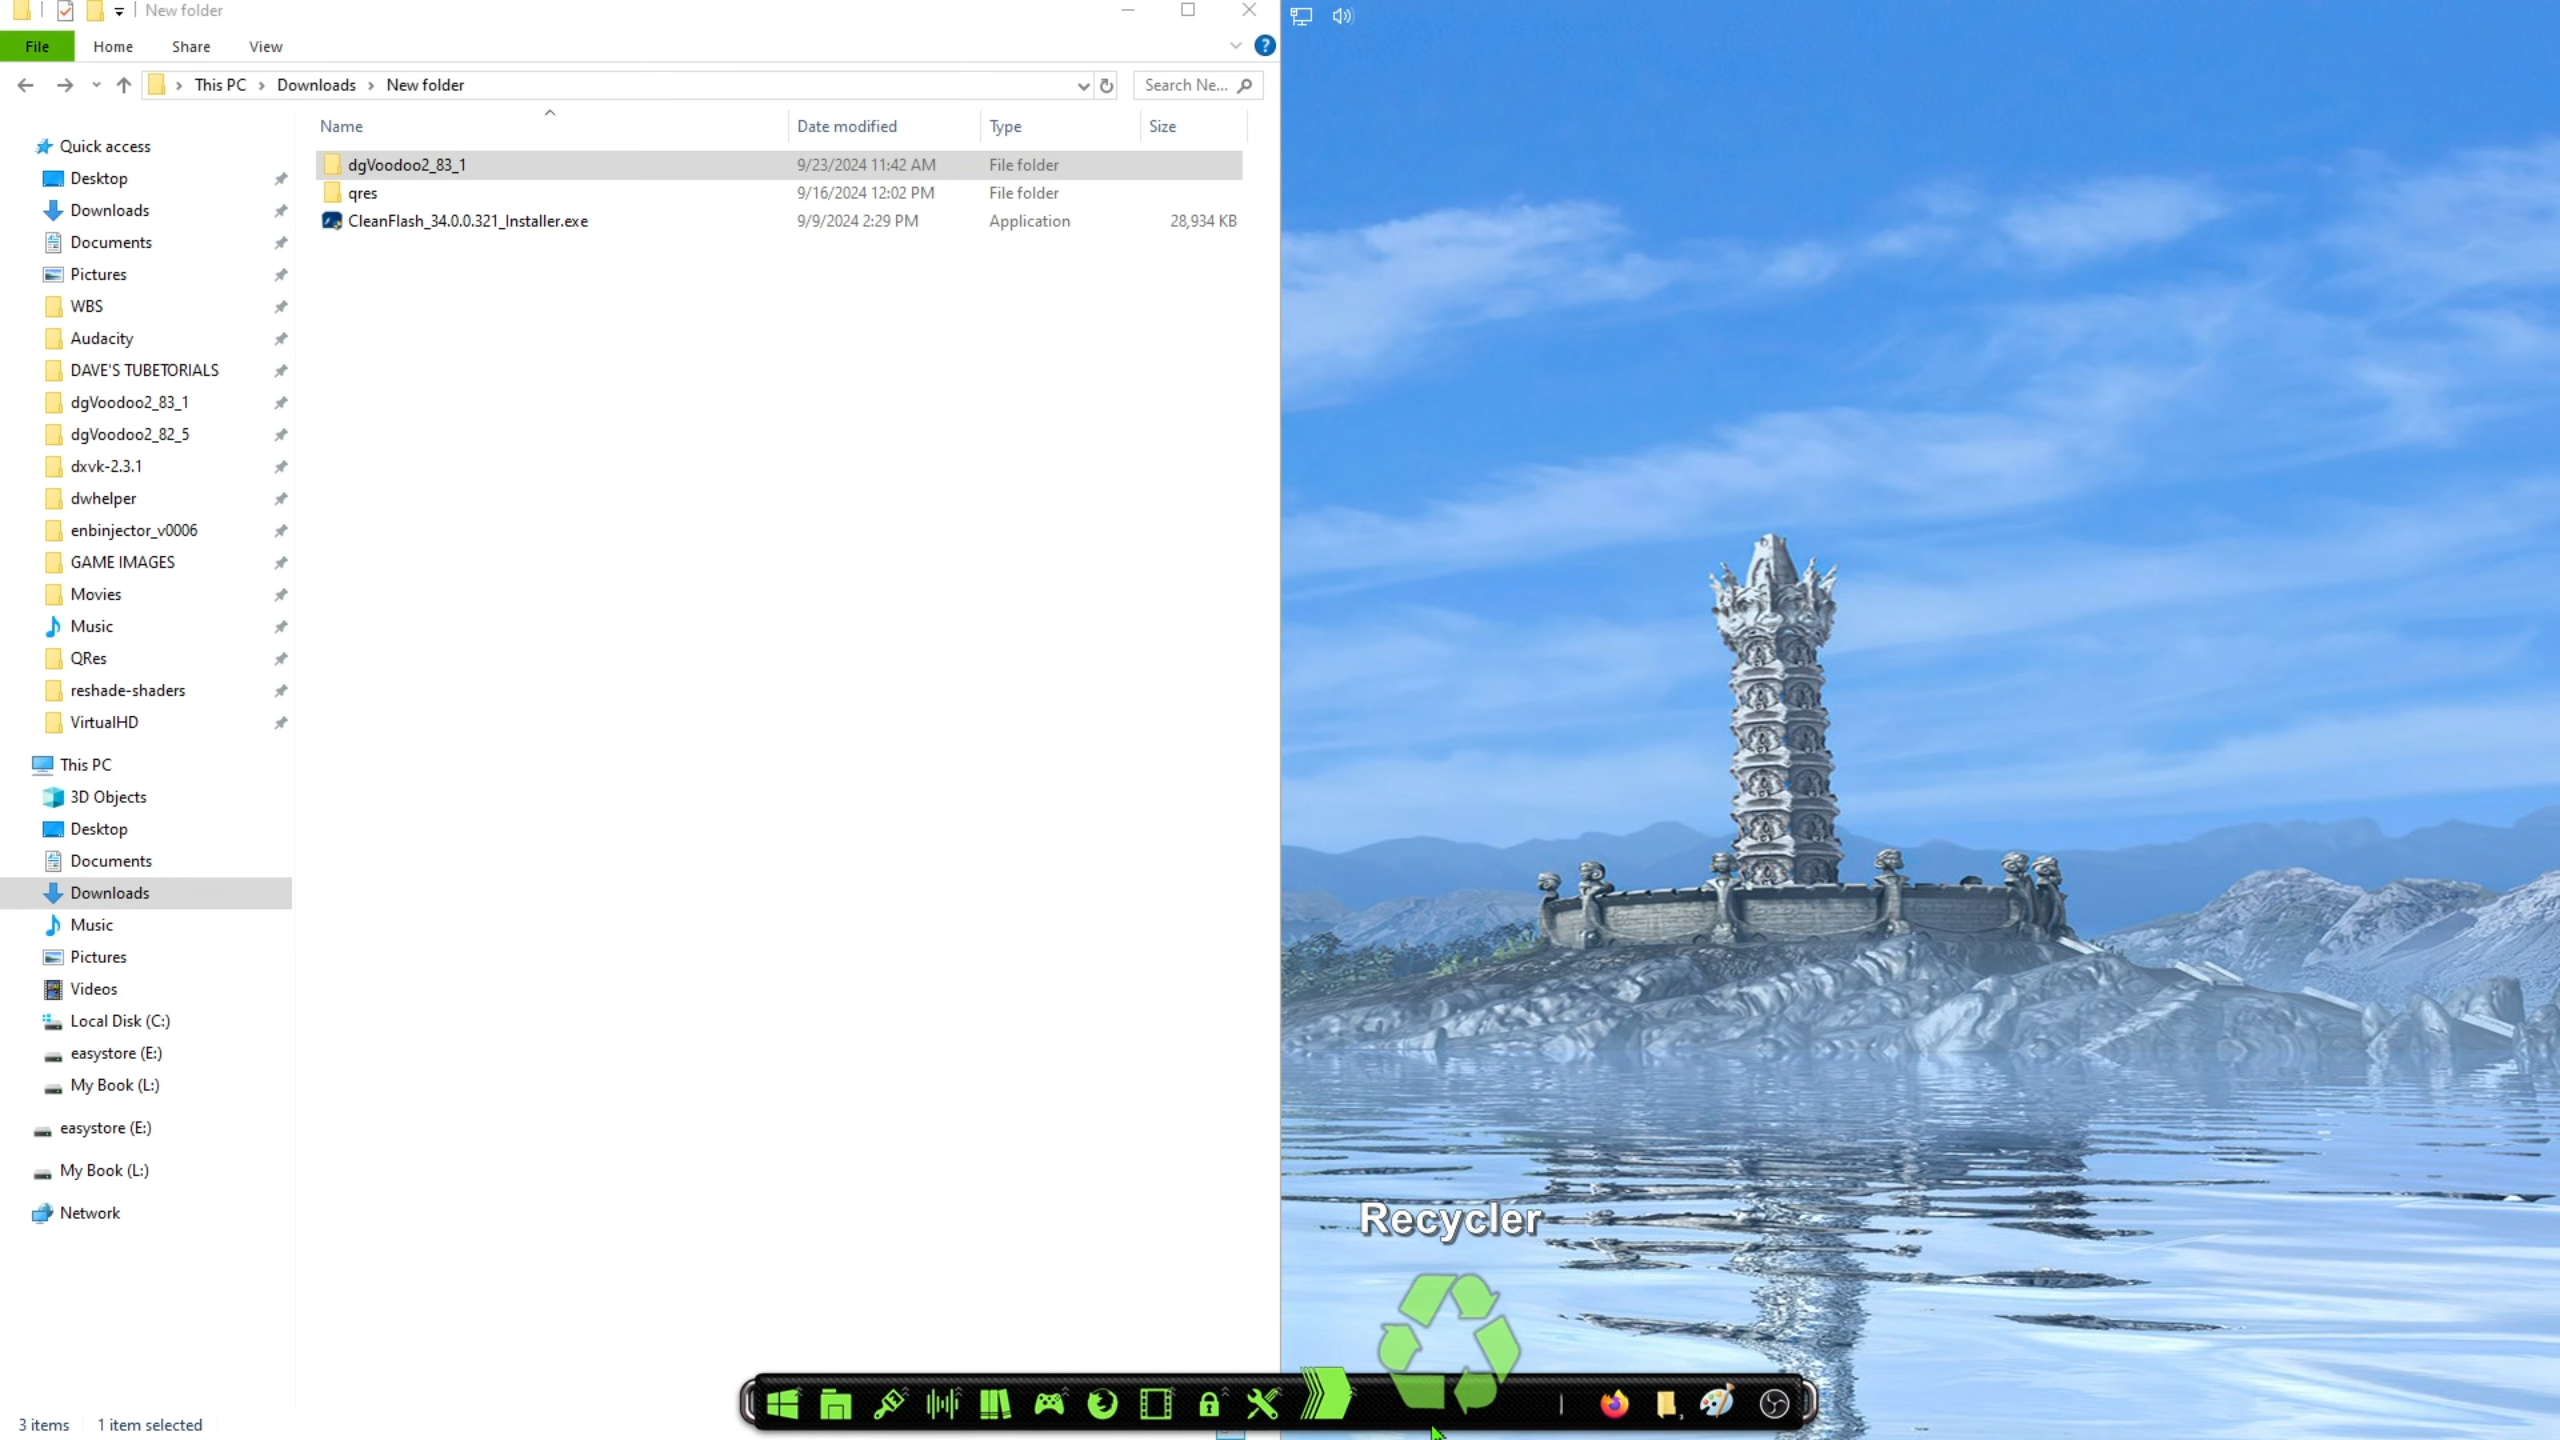 New folder
File Home Share View
This PC Downloads New folder
Search Ne...
Name Date modified Type Size
dgVoodoo2_83_1 9/23/2024 11:42 AM File folder
qres 9/16/2024 12:02 PM File folder
CleanFlash_34.0.0.321_Installer.exe 9/9/2024 2:29 PM Application 28,934 KB
Quick access
Desktop
Downloads
Documents
Pictures
WBS
Audacity
DAVE'S TUBETORIALS
dgVoodoo2_83_1
dgVoodoo2_82_5
dxvk-2.3.1
dwhelper
enbinjector_v0006
GAME IMAGES
Movies
Music
QRes
reshade-shaders
VirtualHD
This PC
3D Objects
Desktop
Documents
Downloads
Music
Pictures
Videos
Local Disk (C:)
easystore (E:)
My Book (L:)
easystore (E:)
My Book (L:)
Network
3 items 1 item selected
Recycler